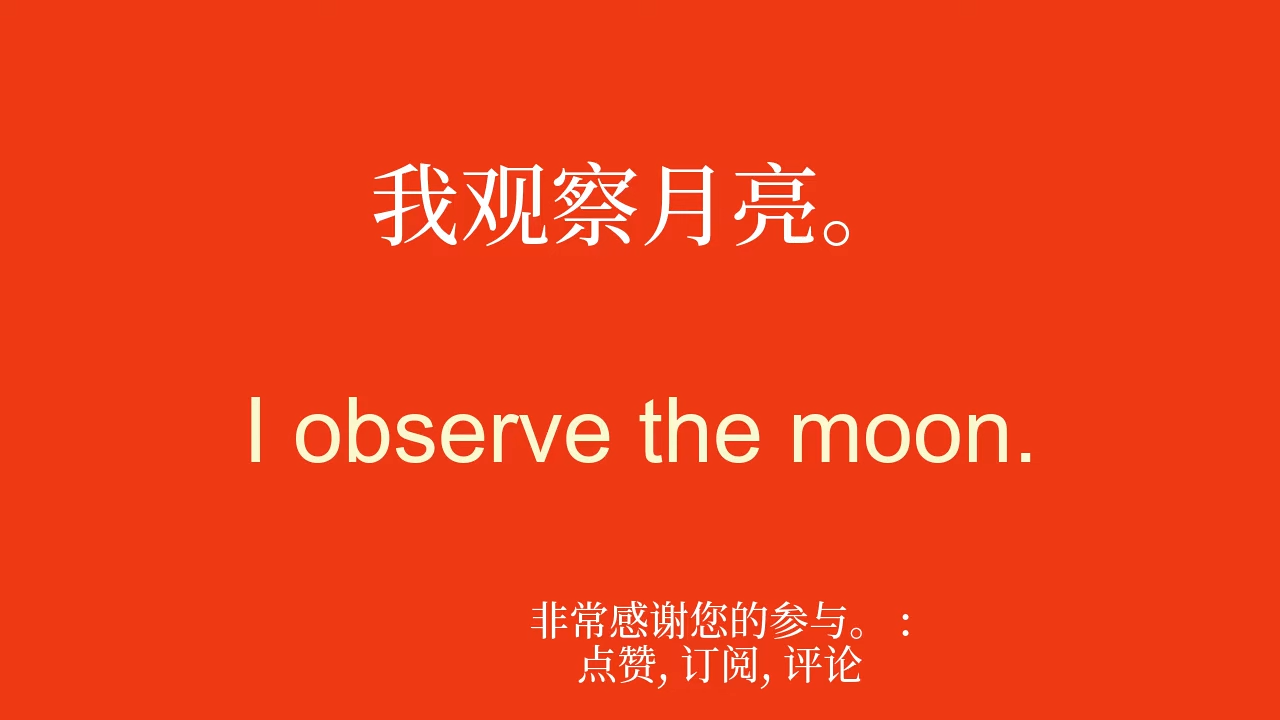 我观察月亮。
I observe the moon.
非常感谢您的参与。 :
点赞, 订阅, 评论